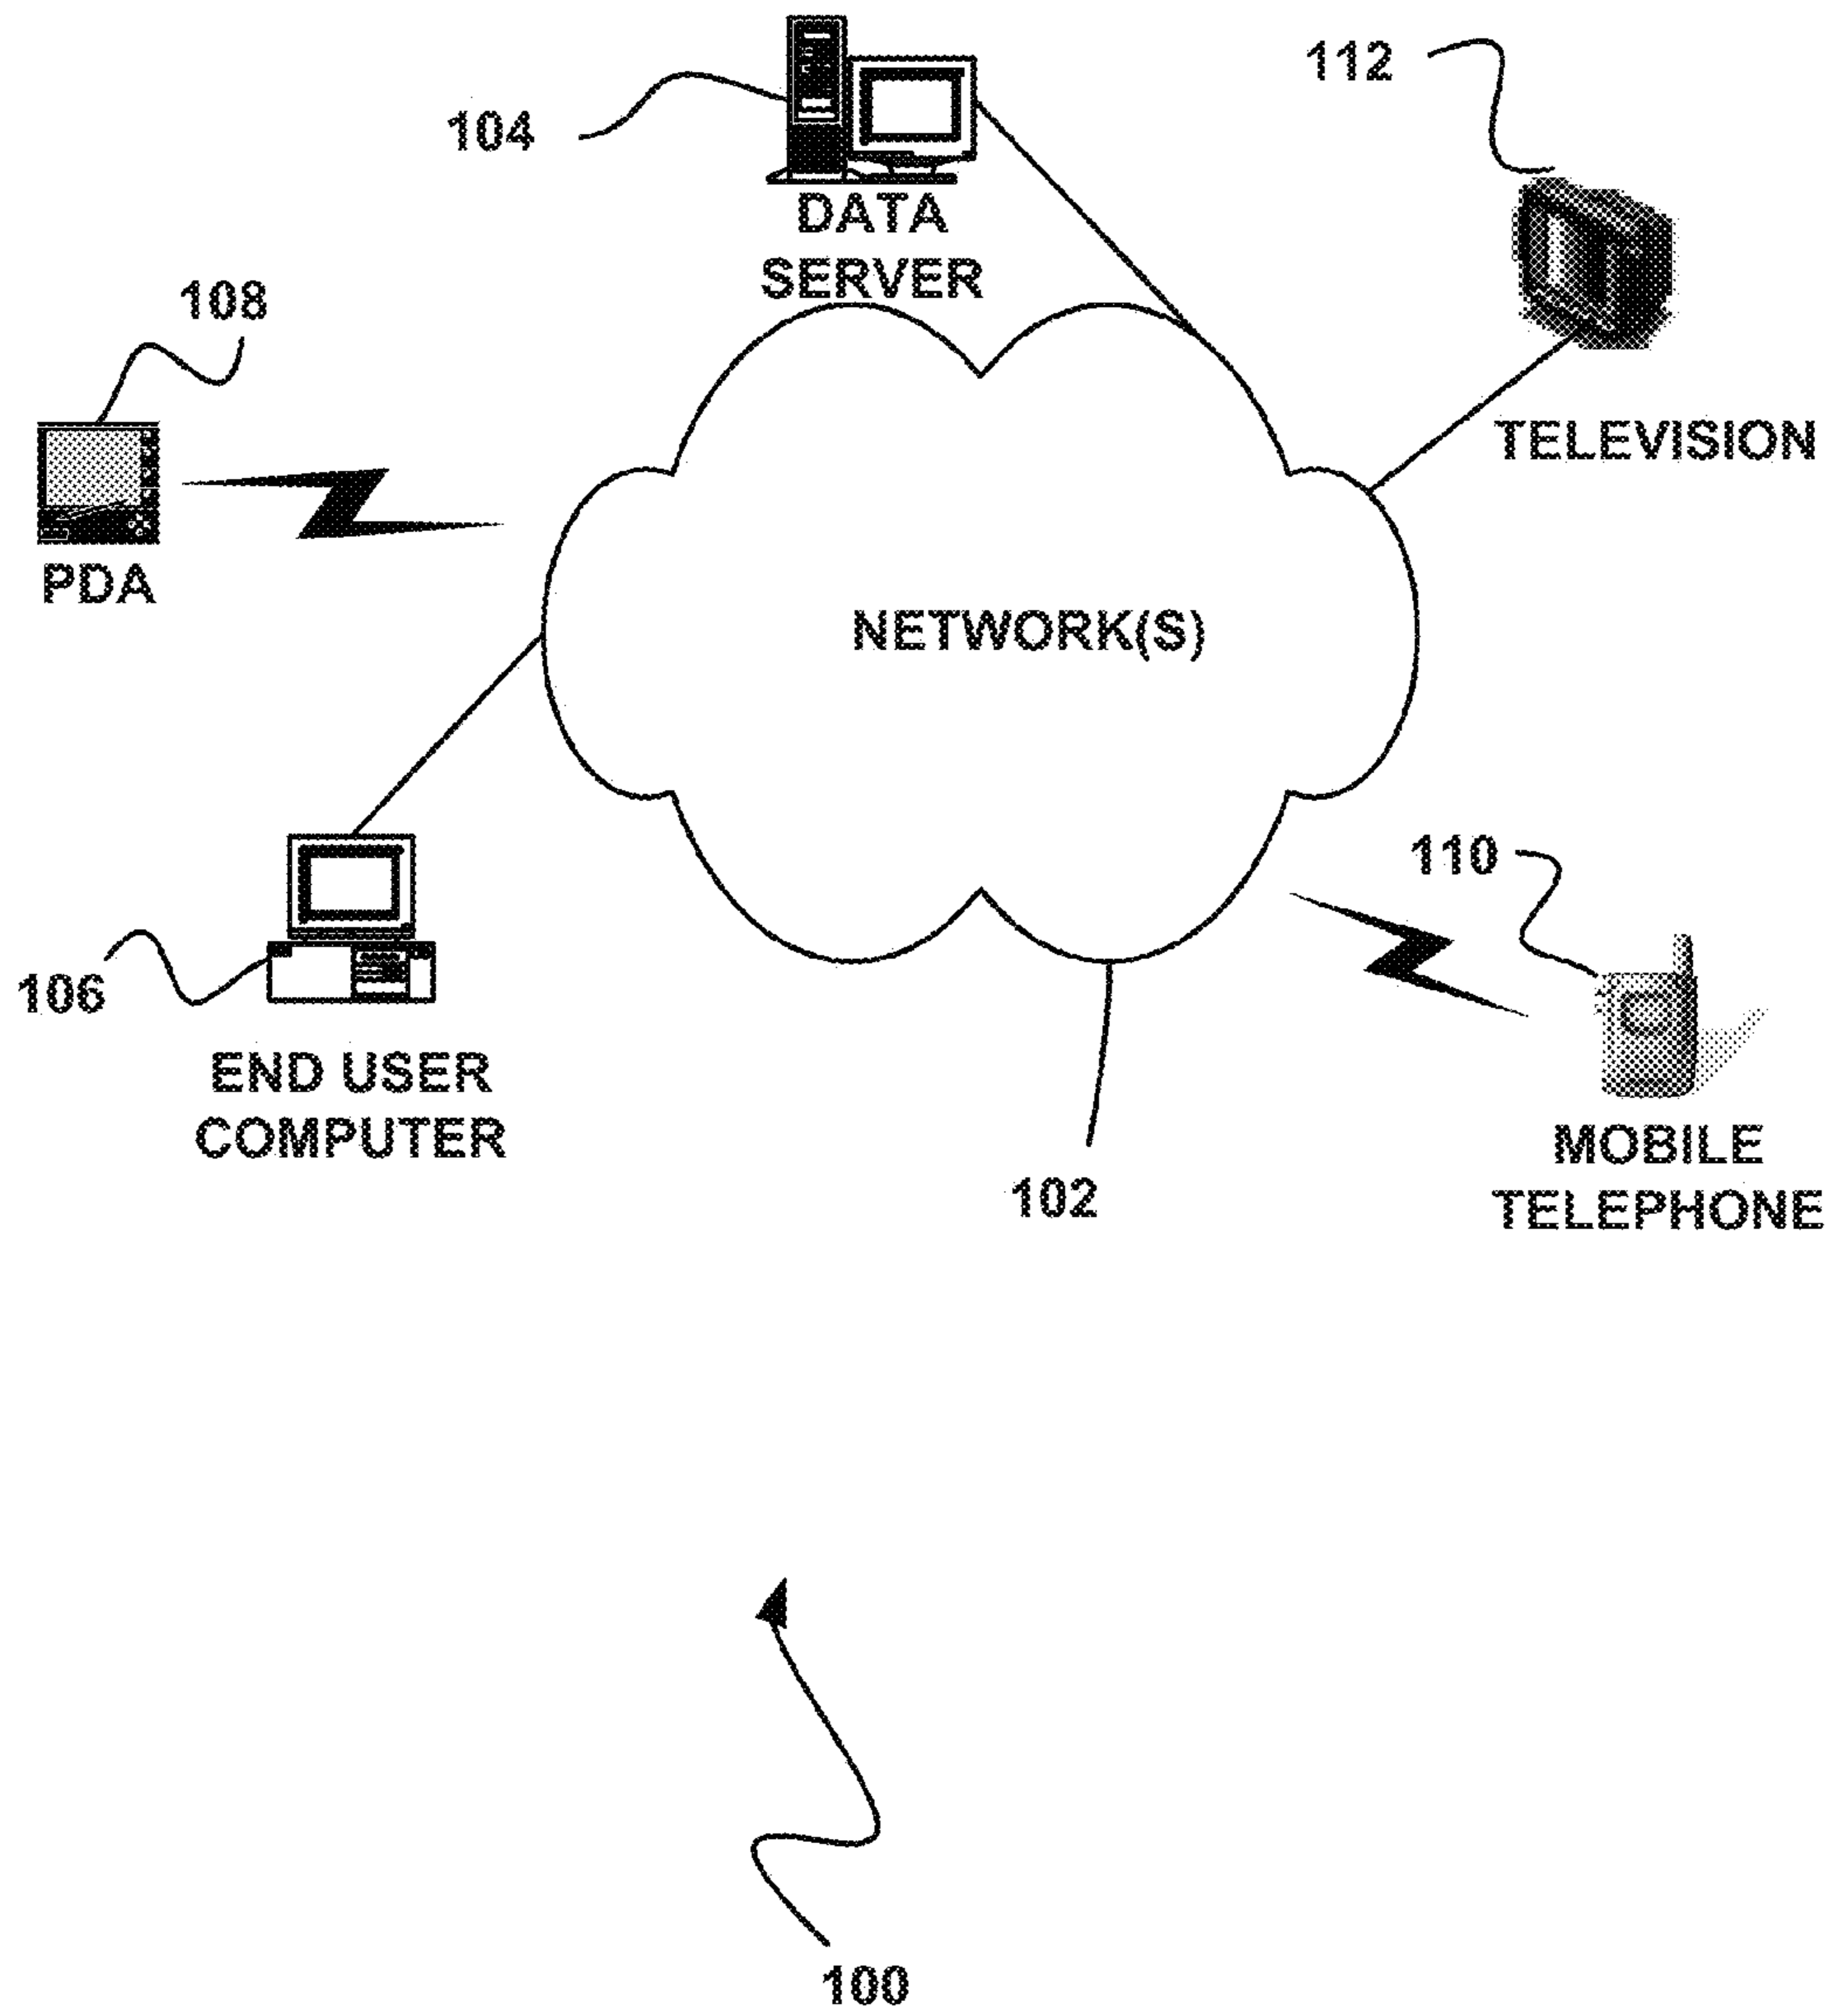 112
104
DATA
SERVER
108
TELEVISION
PDA
NETWORK(S)
110
106
END USER
COMPUTER
MOBILE
TELEPHONE
102
100